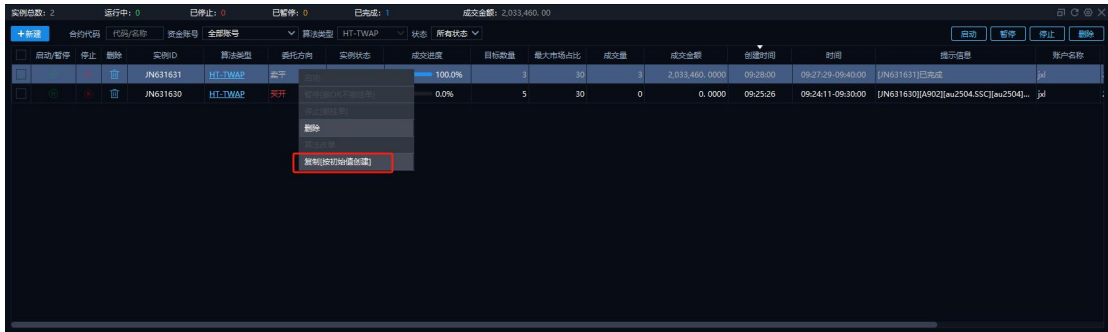 实例总数: 2 运行中: 0 已停止: 0 已暂停: 0 已完成: 1 成交金额: 2,033,460.00
+新建 合约代码 代码/名称 资金账号 全部账号 算法类型 HT-TWAP 状态 所有状态 启动 暂停 停止 删除
启动/暂停 停止 删除 实例ID 算法类型 委托方向 实例状态 成交进度 目标数量 最大市场占比 成交量 成交金额 创建时间 时间 提示信息 账户名称
JN631631 HT-TWAP 卖平 100.0% 3 30 3 2,033,460.0000 09:28:00 09:27:29-09:40:00 [JN631631]已完成 jxl
JN631630 HT-TWAP 买开 0.0% 5 30 0 0.0000 09:25:26 09:24:11-09:30:00 [JN631630][A902][au2504.SSC][au2504]... jxl
启动
删除
算法改单
复制[按初始值创建]